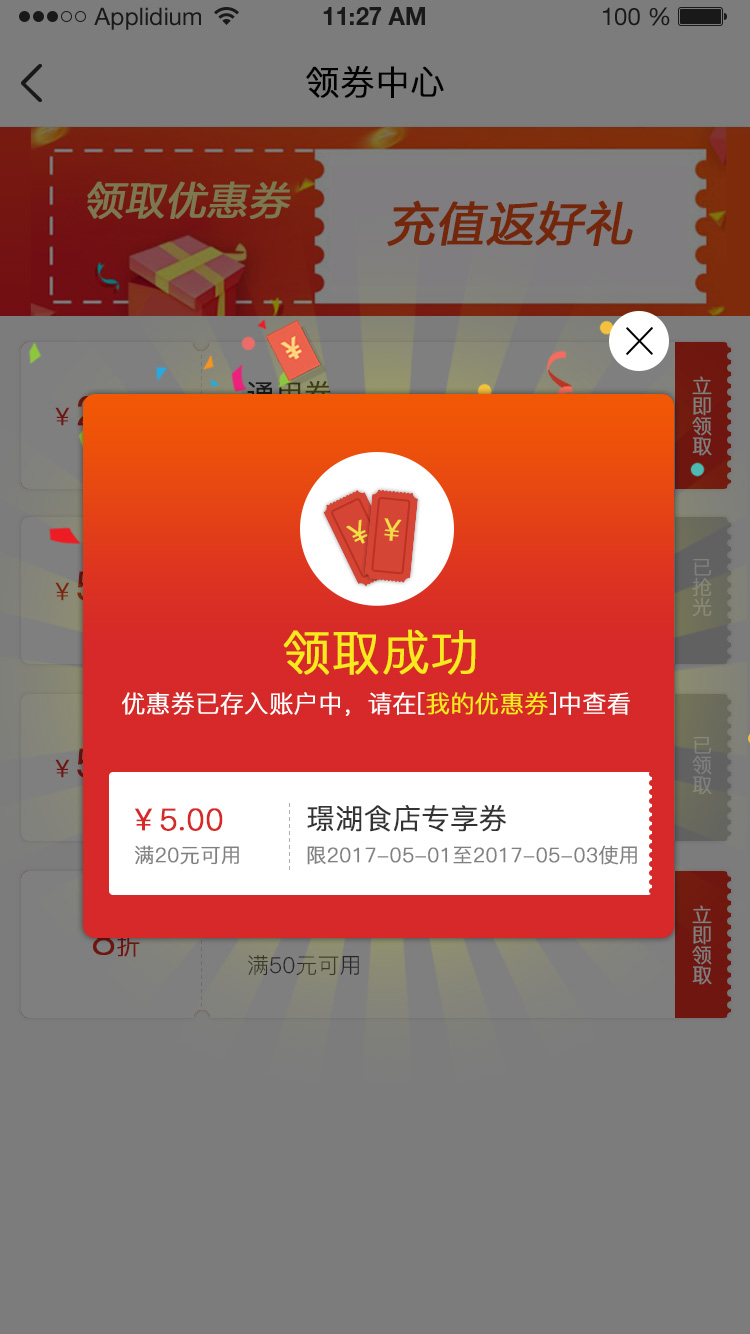 Applidium 11:27 AM 100 %
领券中心
领取优惠券
充值返好礼
通用券
¥
立即领取
¥ 5
已抢光
¥ 5
已领取
¥ ¥
领取成功
优惠券已存入账户中，请在[我的优惠券]中查看
¥ 5.00
璟湖食店专享券
满20元可用
限2017-05-01至2017-05-03使用
8折
满50元可用
立即领取